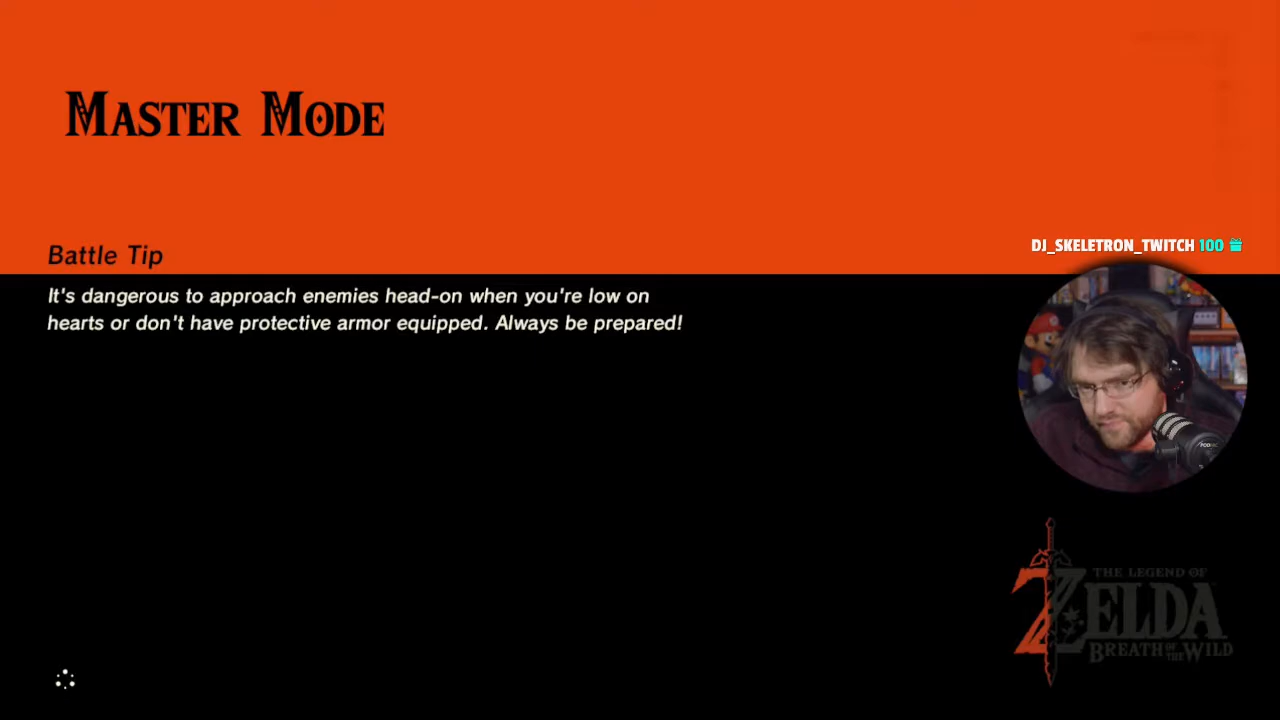 MASTER MODE
Battle Tip
DJ_SKELETRON_TWITCH 100
It's dangerous to approach enemies head-on when you're low on
hearts or don't have protective armor equipped. Always be prepared!
THE LEGEND OF
ZELDA
BREATH OF THE WILD